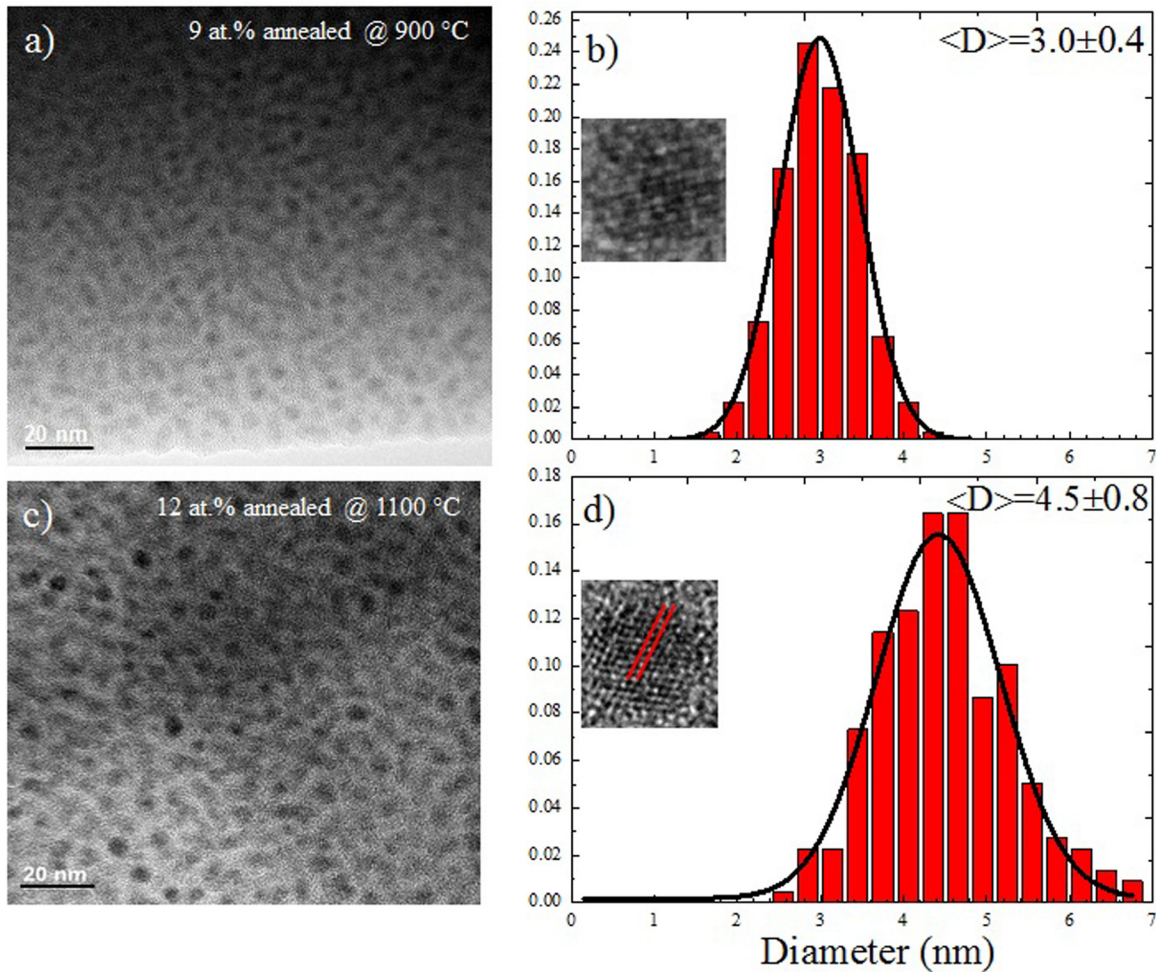 a)
9 at.% annealed @ 900 °C
20 nm
b)
<D>=3.0±0.4
0.26
0.24
0.22
0.20
0.18
0.16
0.14
0.12
0.10
0.08
0.06
0.04
0.02
0.00
0 1 2 3 4 5 6 7
c)
12 at.% annealed @ 1100 °C
20 nm
d)
<D>=4.5±0.8
0.18
0.16
0.14
0.12
0.10
0.08
0.06
0.04
0.02
0.00
0 1 2 3 4 5 6 7
Diameter (nm)